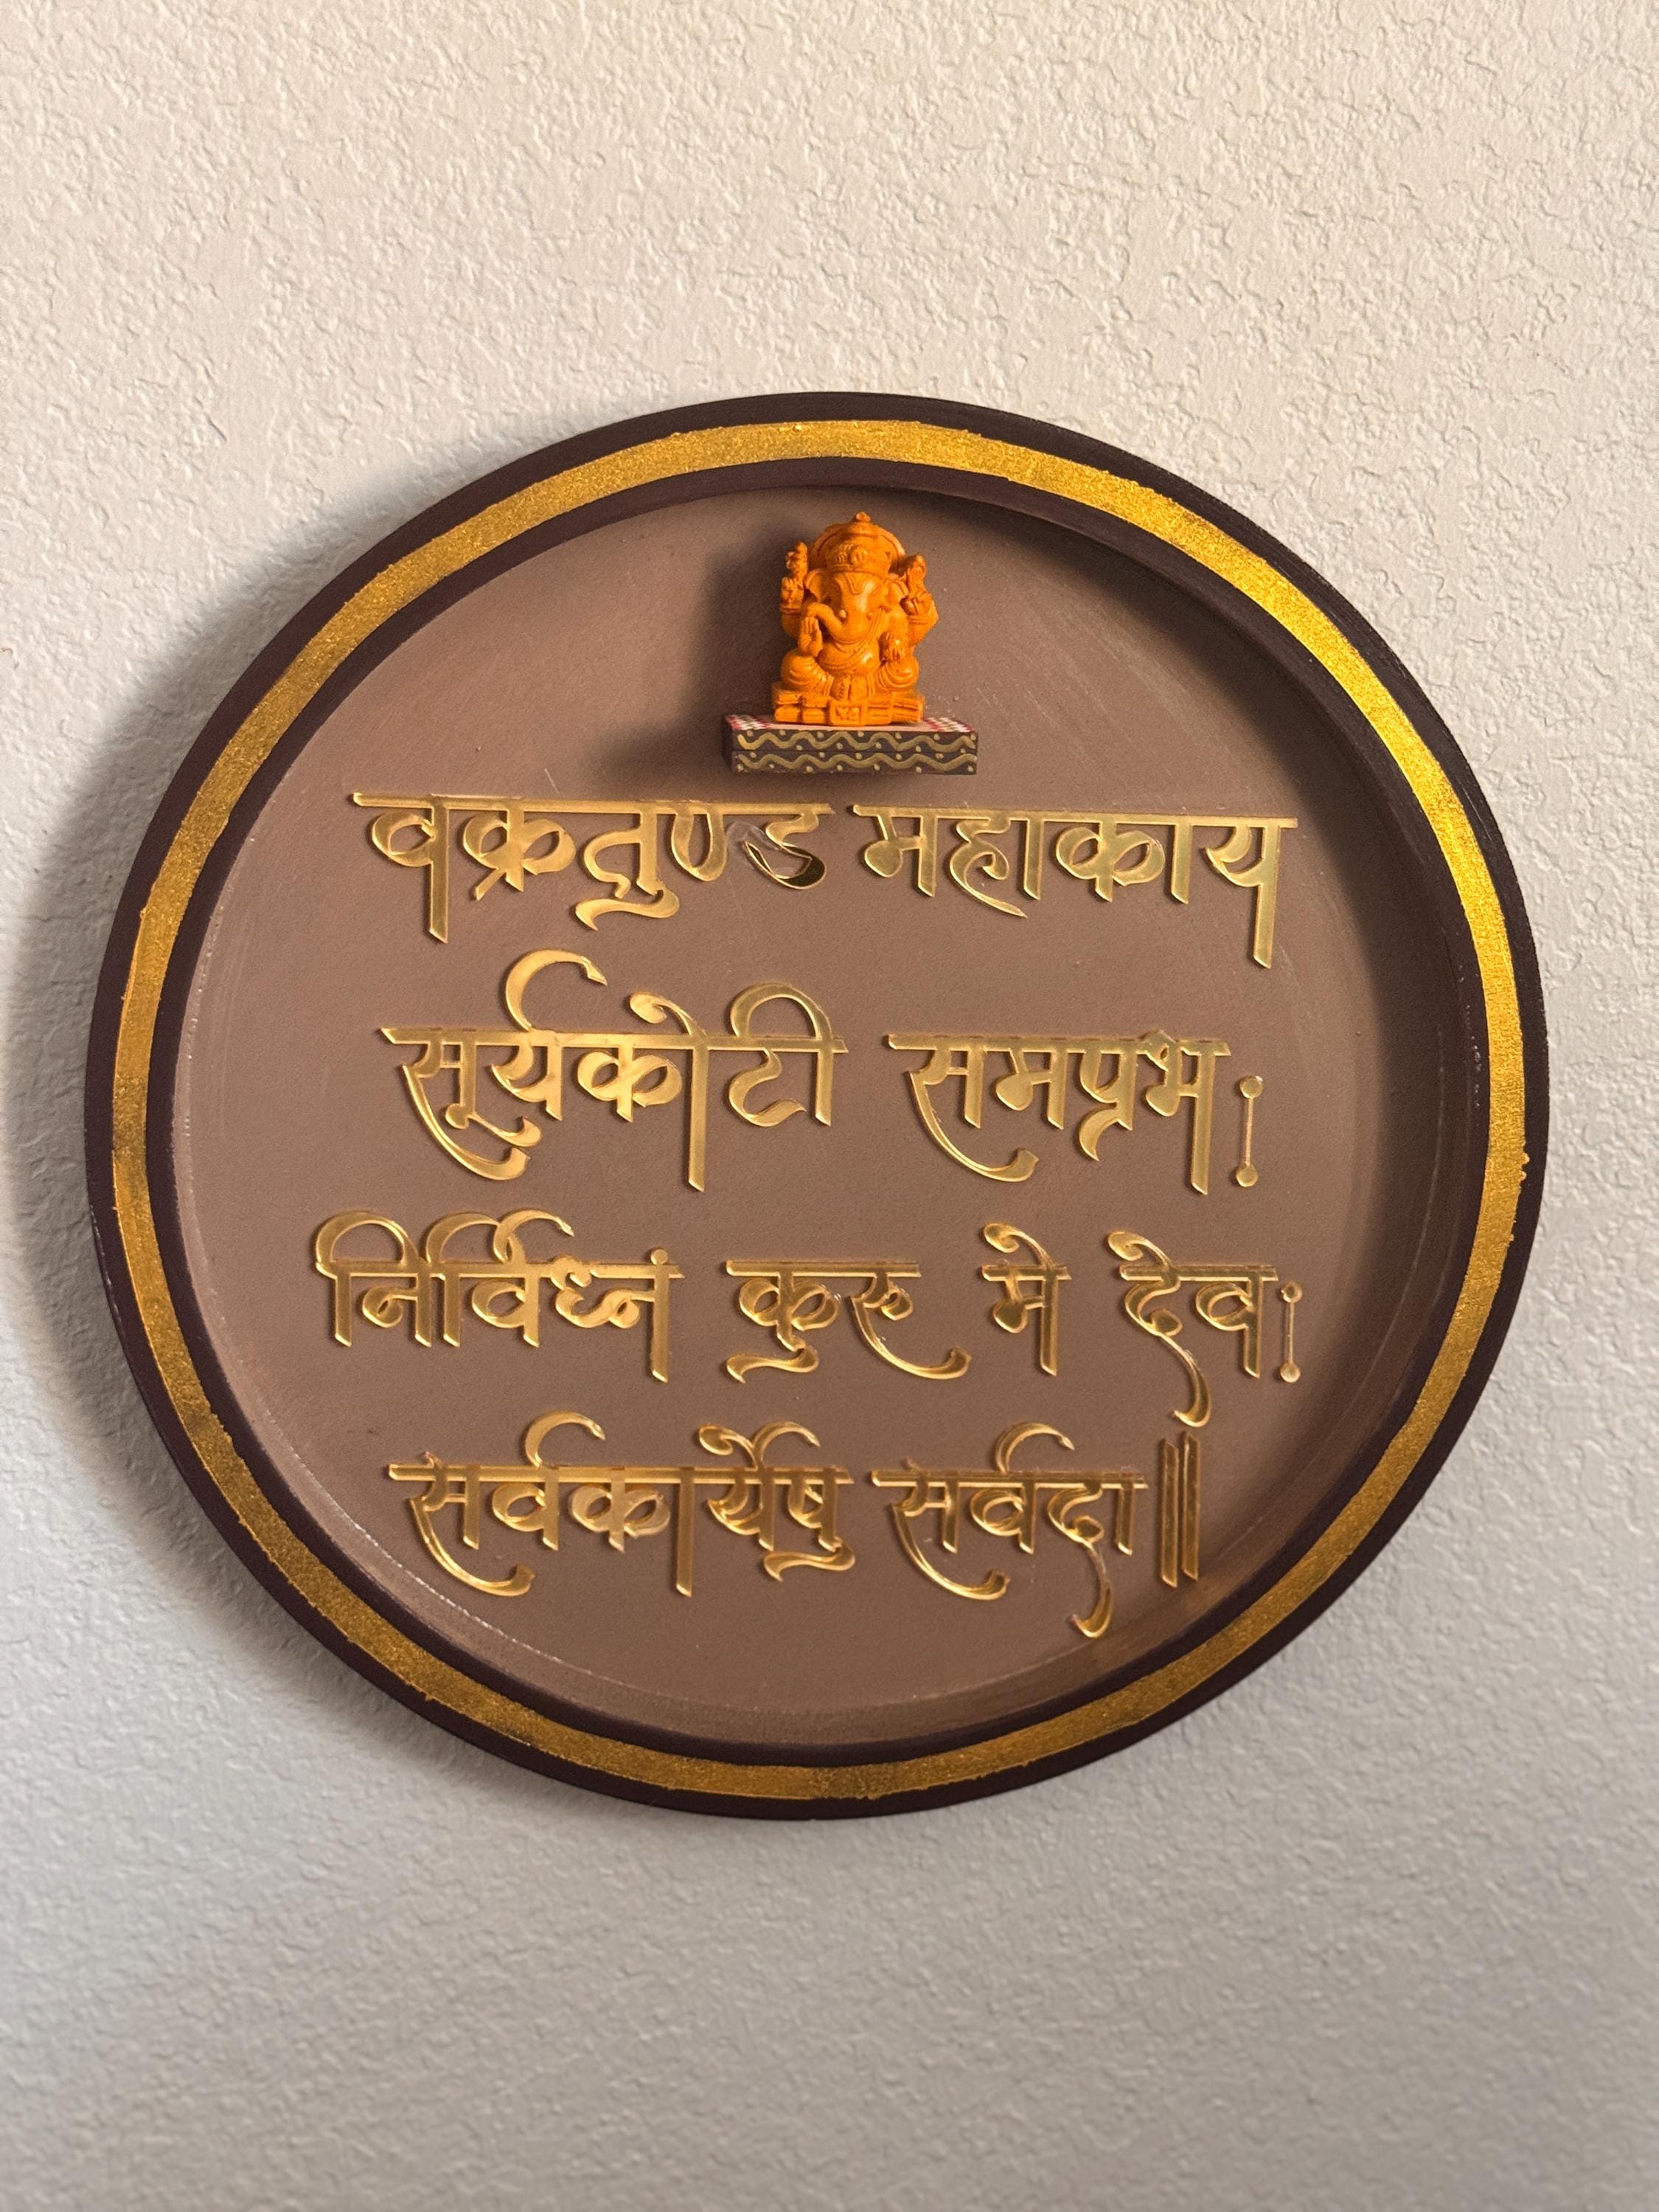 वक्रतुण्ड महाकाय
सूर्यकोटी समप्रभः
निर्विध्नं कुरु मे देवः
सर्वकार्येषु सर्वदा॥